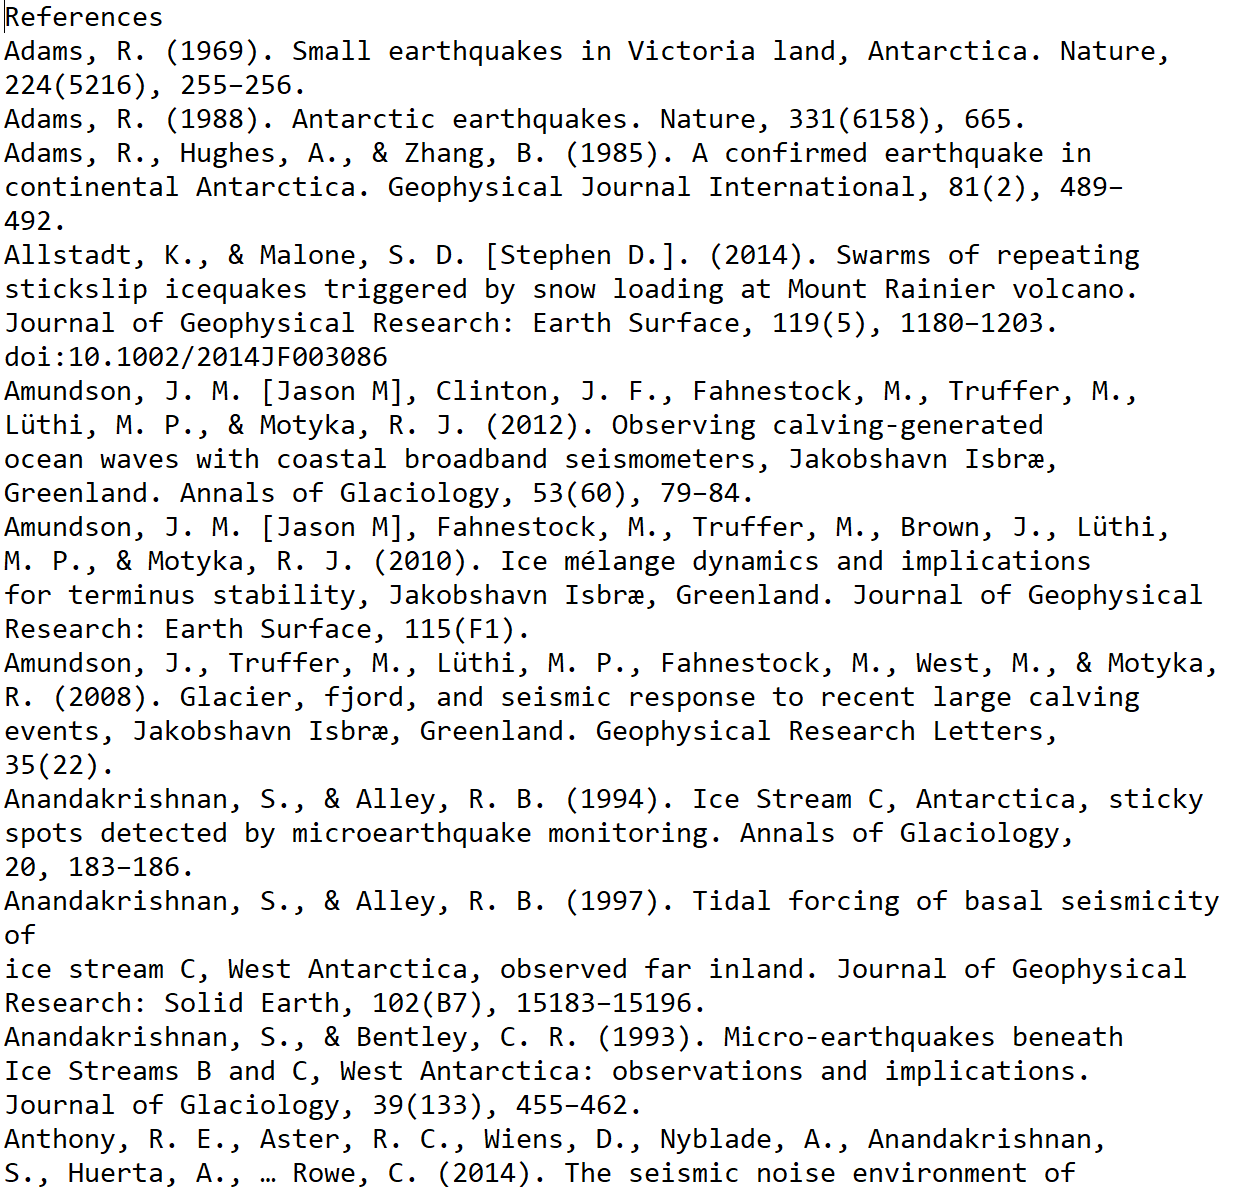 References
Adams, R. (1969). Small earthquakes in Victoria land, Antarctica. Nature,
224(5216), 255–256.
Adams, R. (1988). Antarctic earthquakes. Nature, 331(6158), 665.
Adams, R., Hughes, A., & Zhang, B. (1985). A confirmed earthquake in
continental Antarctica. Geophysical Journal International, 81(2), 489–
492.
Allstadt, K., & Malone, S. D. [Stephen D.]. (2014). Swarms of repeating
stickslip icequakes triggered by snow loading at Mount Rainier volcano.
Journal of Geophysical Research: Earth Surface, 119(5), 1180–1203.
doi:10.1002/2014JF003086
Amundson, J. M. [Jason M], Clinton, J. F., Fahnestock, M., Truffer, M.,
Lüthi, M. P., & Motyka, R. J. (2012). Observing calving-generated
ocean waves with coastal broadband seismometers, Jakobshavn Isbræ,
Greenland. Annals of Glaciology, 53(60), 79–84.
Amundson, J. M. [Jason M], Fahnestock, M., Truffer, M., Brown, J., Lüthi,
M. P., & Motyka, R. J. (2010). Ice mélange dynamics and implications
for terminus stability, Jakobshavn Isbræ, Greenland. Journal of Geophysical
Research: Earth Surface, 115(F1).
Amundson, J., Truffer, M., Lüthi, M. P., Fahnestock, M., West, M., & Motyka,
R. (2008). Glacier, fjord, and seismic response to recent large calving
events, Jakobshavn Isbræ, Greenland. Geophysical Research Letters,
35(22).
Anandakrishnan, S., & Alley, R. B. (1994). Ice Stream C, Antarctica, sticky
spots detected by microearthquake monitoring. Annals of Glaciology,
20, 183–186.
Anandakrishnan, S., & Alley, R. B. (1997). Tidal forcing of basal seismicity
of
ice stream C, West Antarctica, observed far inland. Journal of Geophysical
Research: Solid Earth, 102(B7), 15183–15196.
Anandakrishnan, S., & Bentley, C. R. (1993). Micro-earthquakes beneath
Ice Streams B and C, West Antarctica: observations and implications.
Journal of Glaciology, 39(133), 455–462.
Anthony, R. E., Aster, R. C., Wiens, D., Nyblade, A., Anandakrishnan,
S., Huerta, A., … Rowe, C. (2014). The seismic noise environment of